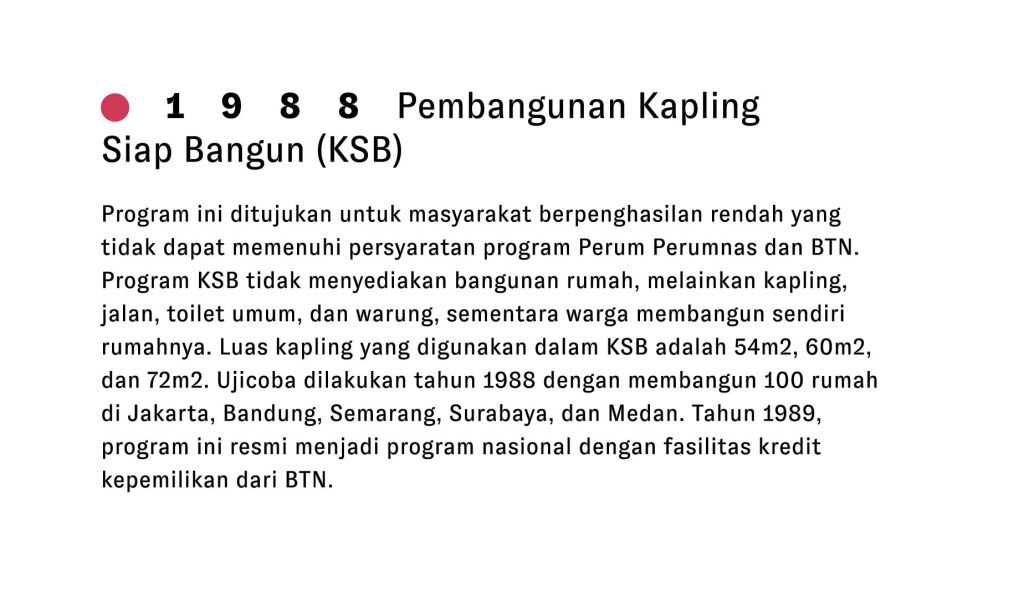 1 9 8 8 Pembangunan Kapling
Siap Bangun (KSB)
Program ini ditujukan untuk masyarakat berpenghasilan rendah yang
tidak dapat memenuhi persyaratan program Perum Perumnas dan BTN.
Program KSB tidak menyediakan bangunan rumah, melainkan kapling,
jalan, toilet umum, dan warung, sementara warga membangun sendiri
rumahnya. Luas kapling yang digunakan dalam KSB adalah 54m2, 60m2,
dan 72m2. Ujicoba dilakukan tahun 1988 dengan membangun 100 rumah
di Jakarta, Bandung, Semarang, Surabaya, dan Medan. Tahun 1989,
program ini resmi menjadi program nasional dengan fasilitas kredit
kepemilikan dari BTN.